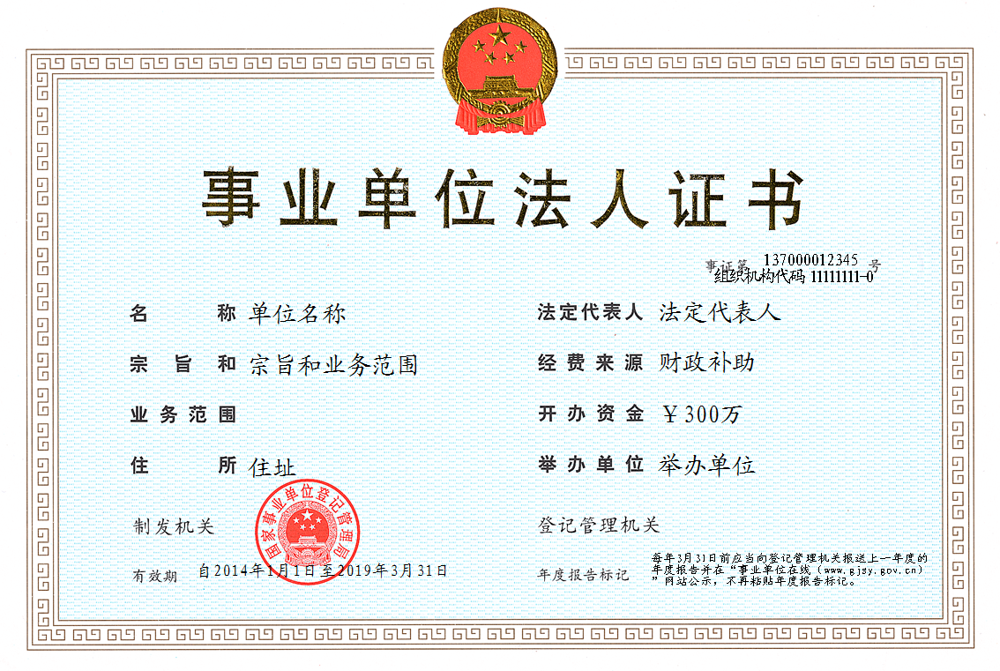 事业单位法人证书
事证第 137000012345 号
组织机构代码 11111111-0
名称 单位名称
法定代表人 法定代表人
宗旨和 宗旨和业务范围
经费来源 财政补助
业务范围
开办资金 ￥300万
住所 住址
举办单位 举办单位
国家事业单位登记管理局
制发机关
登记管理机关
有效期 自2014年1月1日至2019年3月31日
年度报告标记
每年3月31日前应当向登记管理机关报送上一年度的
年度报告并在“事业单位在线（www.gjsy.gov.cn）
”网站公示，不再粘贴年度报告标记。